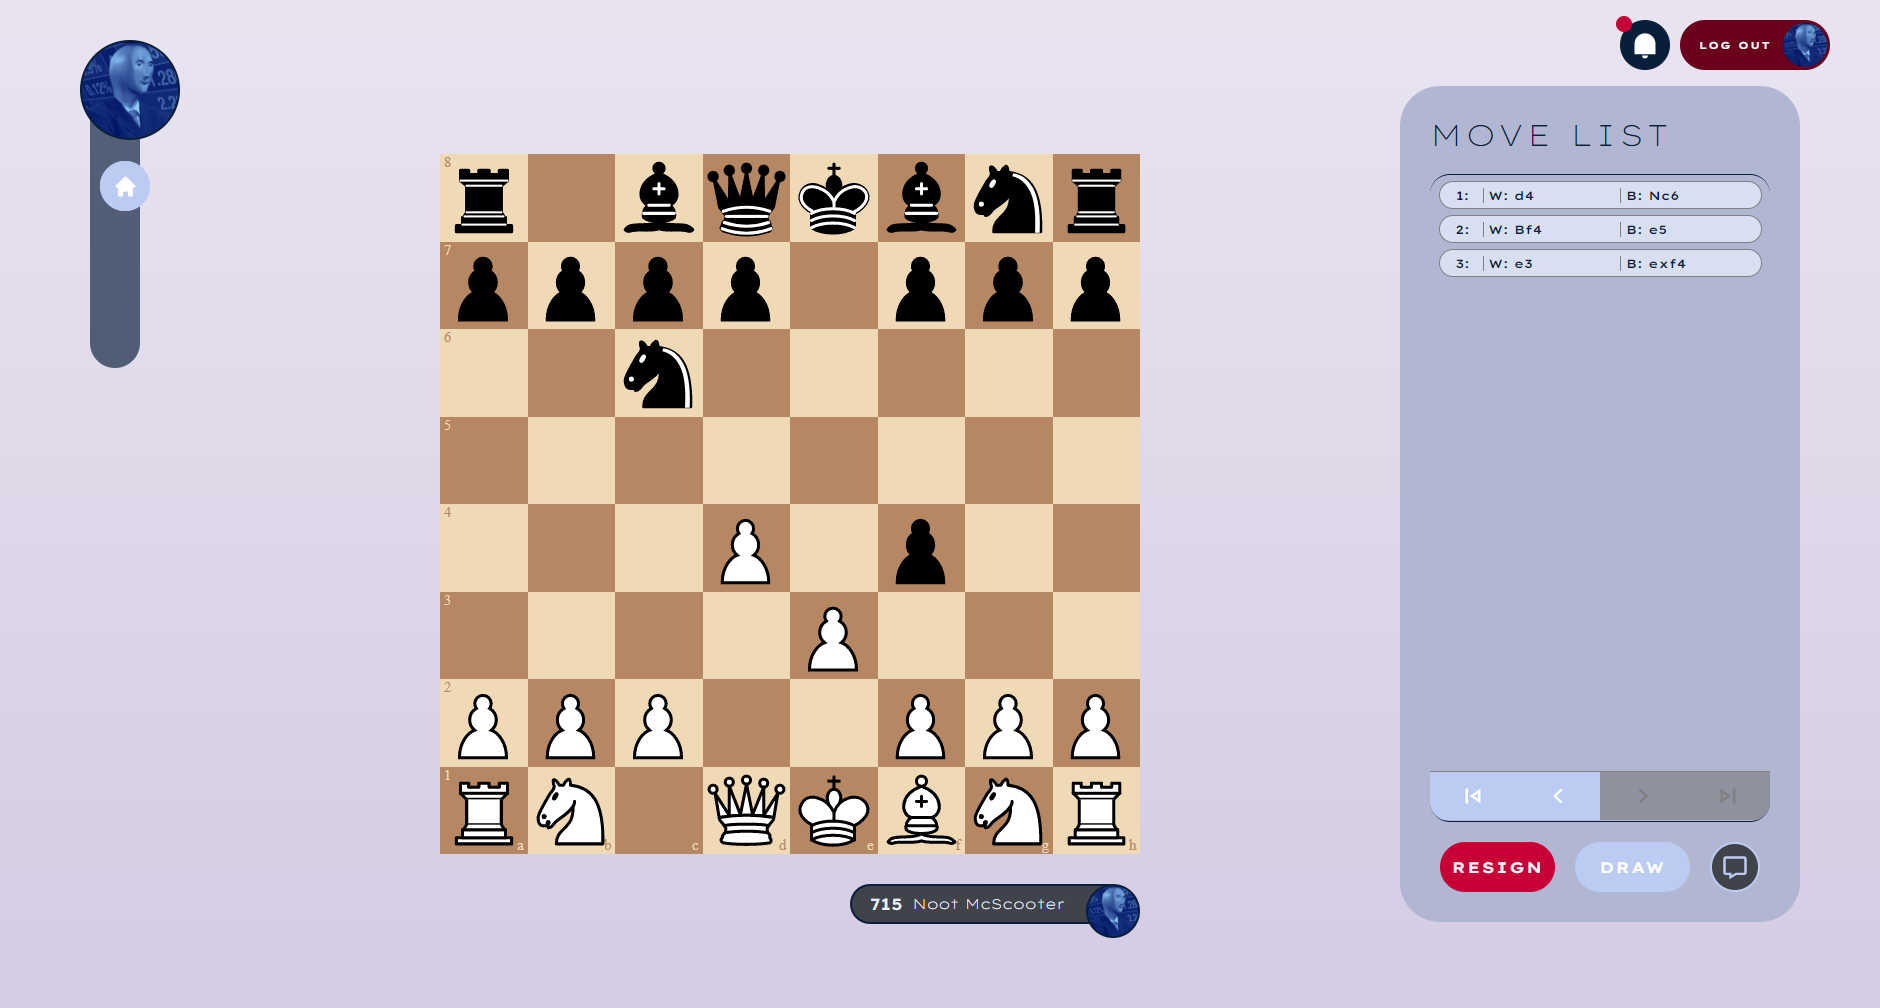 LOG OUT
MOVE LIST
1: W: d4 B: Nc6
2: W: Bf4 B: e5
3: W: e3 B: exf4
8
7
6
5
4
3
2
1
a b c d e f g h
RESIGN DRAW
715 Noot McScooter